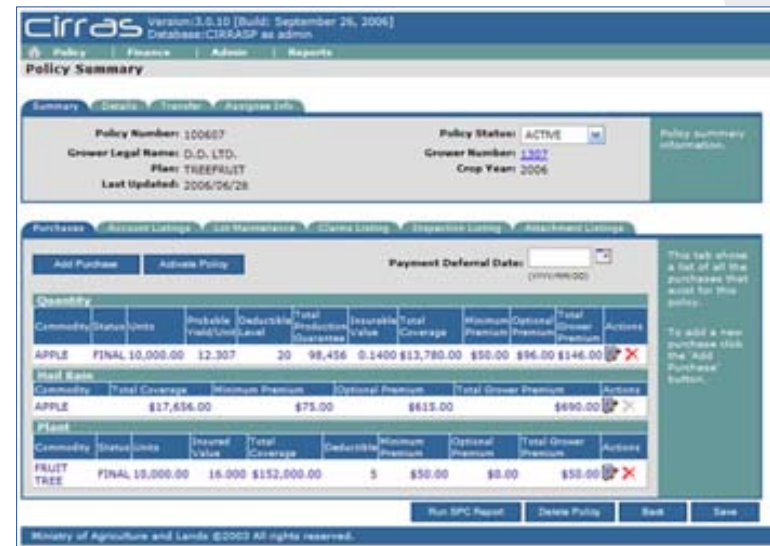 Cirras Version:3.0.10 [Build: September 26, 2006]
Database:CIRRASP as admin
Policy | Finance | Admin | Reports
Policy Summary
Summary Details Transfer Assignee Info
Policy Number: 100607 Policy Status: ACTIVE
Grower Legal Name: D.D. LTD. Grower Number: 1307
Plan: TREEFRUIT Crop Year: 2006
Last Updated: 2006/06/28
Policy summary
information.
Purchases Account Listings Lot Maintenance Claims Listing Inspection Listing Attachment Listings
Add Purchase Activate Policy Payment Deferral Date:
(YYYY/MM/DD)
This tab shows
a list of all the
purchases that
exist for this
policy.
To add a new
purchase click
the 'Add
Purchase'
button.
Quantity
Commodity Status Units Probable Yield/Unit Deductible Level Total Production Guarantee Insurable Value Total Coverage Minimum Premium Optional Premium Total Grower Premium Actions
APPLE FINAL 10,000.00 12.307 20 98,456 0.1400 $13,780.00 $50.00 $96.00 $146.00
Hail Rain
Commodity Total Coverage Minimum Premium Optional Premium Total Grower Premium Actions
APPLE $17,656.00 $75.00 $615.00 $690.00
Plant
Commodity Status Units Insured Value Total Coverage Deductible Minimum Premium Optional Premium Total Grower Premium Actions
FRUIT TREE FINAL 10,000.00 16.000 $152,000.00 5 $50.00 $0.00 $50.00
Run SPC Report Delete Policy Back Save
Ministry of Agriculture and Lands ©2003 All rights reserved.